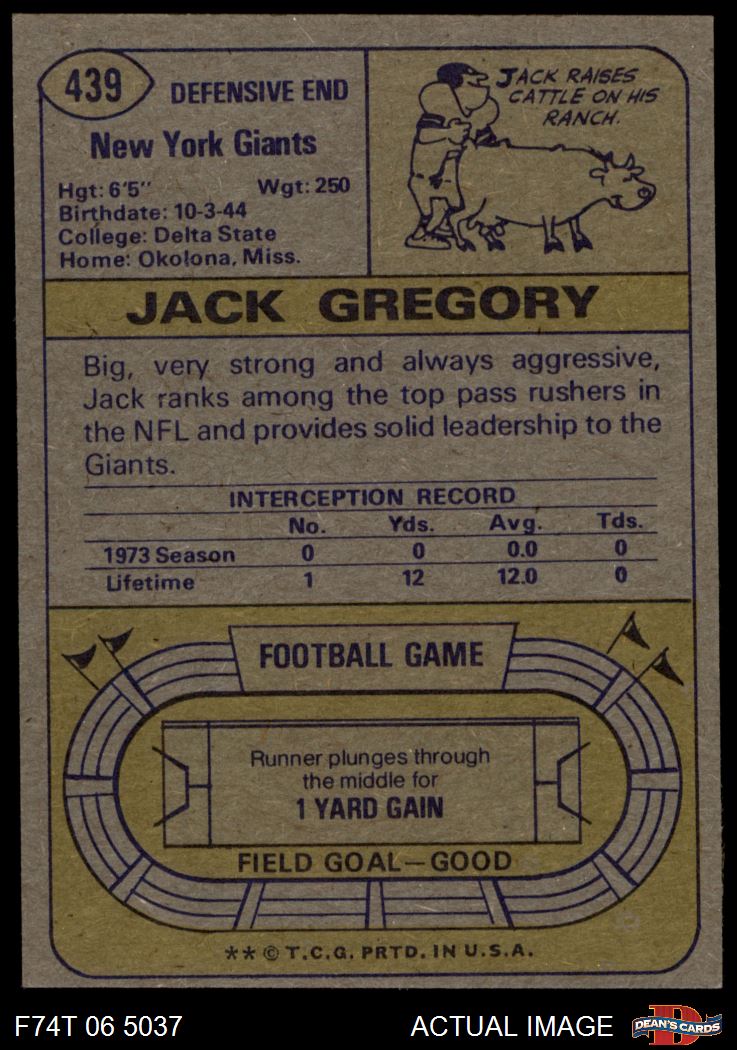 439
DEFENSIVE END
New York Giants
Hgt: 6'5" Wgt: 250
Birthdate: 10-3-44
College: Delta State
Home: Okolona, Miss.
JACK RAISES
CATTLE ON HIS
RANCH.
JACK GREGORY
Big, very strong and always aggressive,
Jack ranks among the top pass rushers in
the NFL and provides solid leadership to the
Giants.
INTERCEPTION RECORD
No. Yds. Avg. Tds.
1973 Season 0 0 0.0 0
Lifetime 1 12 12.0 0
FOOTBALL GAME
Runner plunges through
the middle for
1 YARD GAIN
FIELD GOAL—GOOD
** © T.C.G. PRTD. IN U.S.A.
F74T 06 5037 ACTUAL IMAGE DEAN'S CARDS